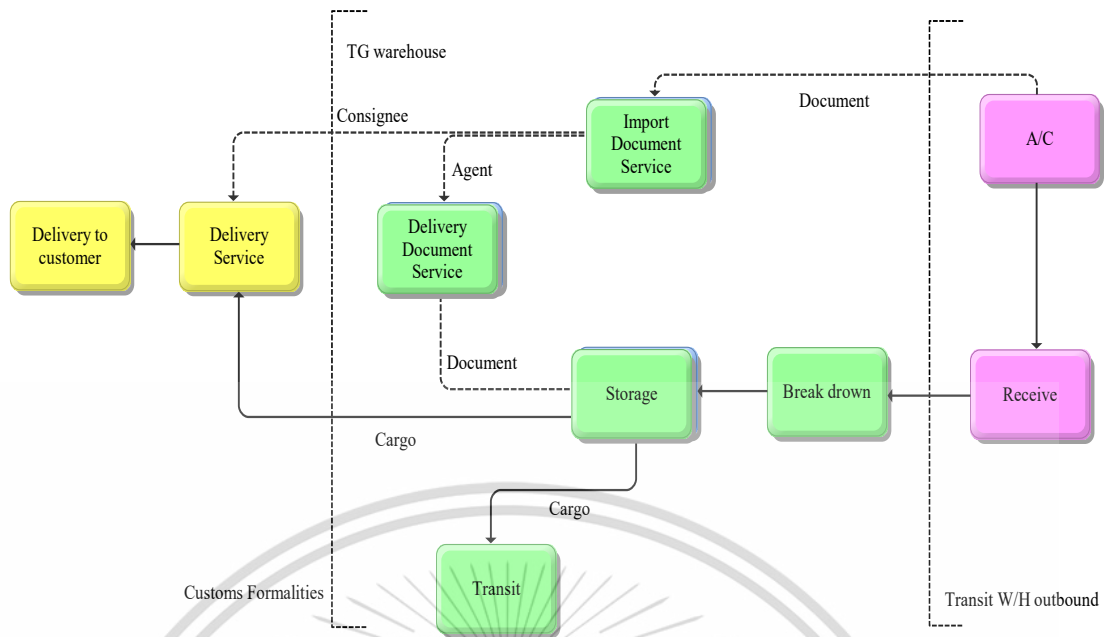 TG warehouse
Document
Consignee
Import
Document
Service
A/C
Agent
Delivery to
customer
Delivery
Service
Delivery
Document
Service
Document
Storage
Break drown
Receive
Cargo
Cargo
Transit
Customs Formalities
Transit W/H outbound